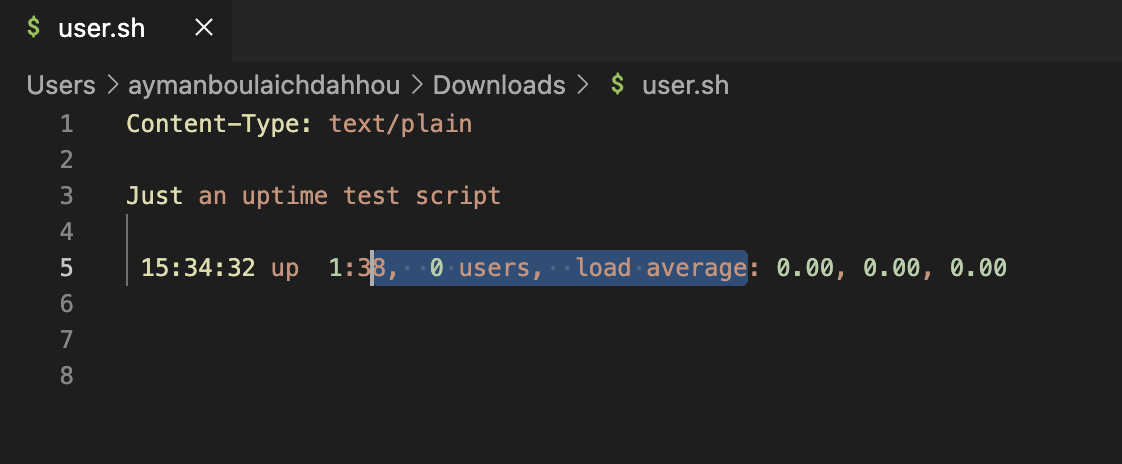 $ user.sh ×
Users > aymanboulaichdahhou > Downloads > $ user.sh
1 Content-Type: text/plain
2
3 Just an uptime test script
4
5 15:34:32 up  1:38,  0 users,  load average: 0.00, 0.00, 0.00
6
7
8